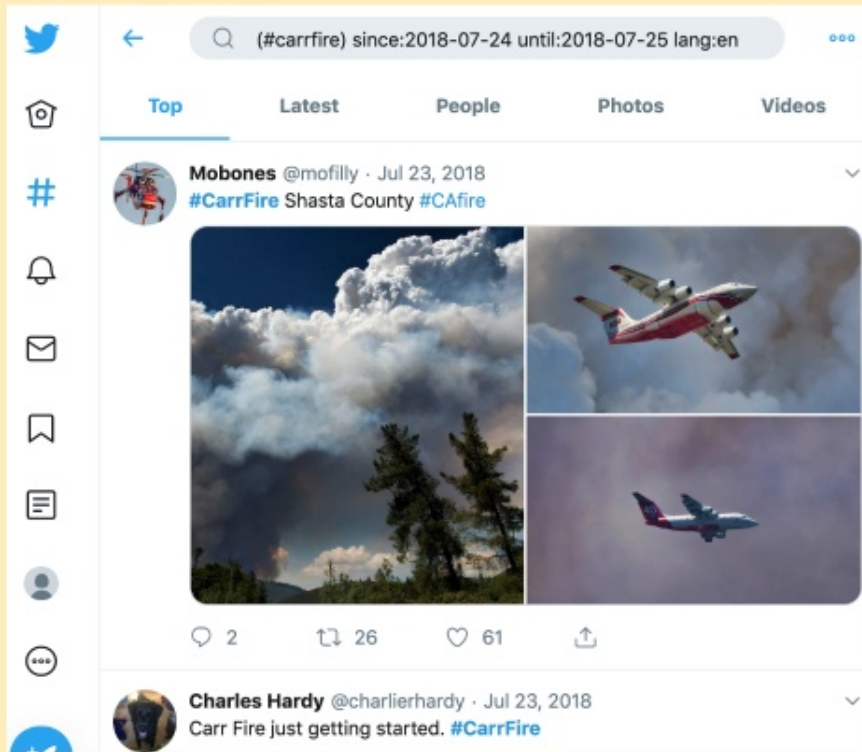 (#carrfire) since:2018-07-24 until:2018-07-25 lang:en
Top Latest People Photos Videos
Mobones @mofilly · Jul 23, 2018
#CarrFire Shasta County #CAfire
2 26 61
Charles Hardy @charlierhardy · Jul 23, 2018
Carr Fire just getting started. #CarrFire